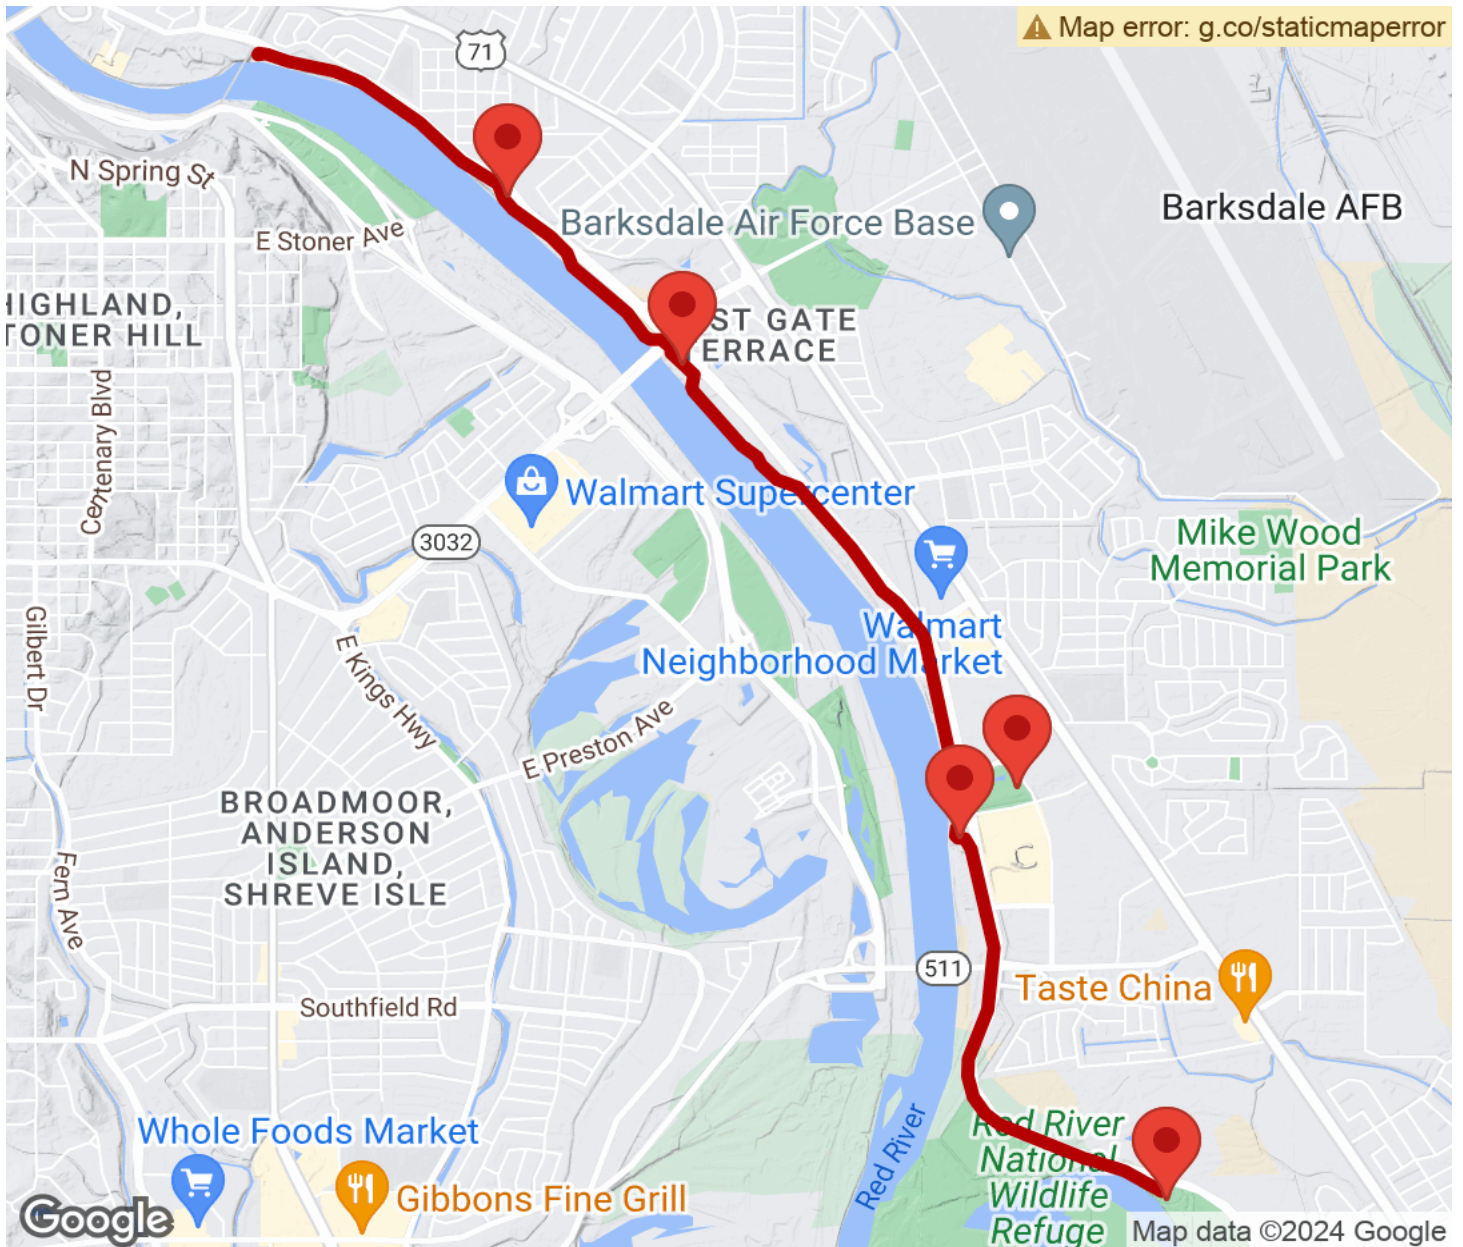 Map error: g.co/staticmaperror
71
N Spring St
Barksdale Air Force Base
Barksdale AFB
E Stoner Ave
HIGHLAND,
TONER HILL
ST GATE
TERRACE
Centenary Blvd
Walmart Supercenter
3032
Mike Wood
Memorial Park
Walmart
Neighborhood Market
Gilbert Dr
E Kings Hwy
E Preston Ave
BROADMOOR,
ANDERSON
ISLAND,
SHREVE ISLE
Fern Ave
511
Taste China
Southfield Rd
Red River
Red River
National
Wildlife
Refuge
Whole Foods Market
Gibbons Fine Grill
Google
Map data ©2024 Google